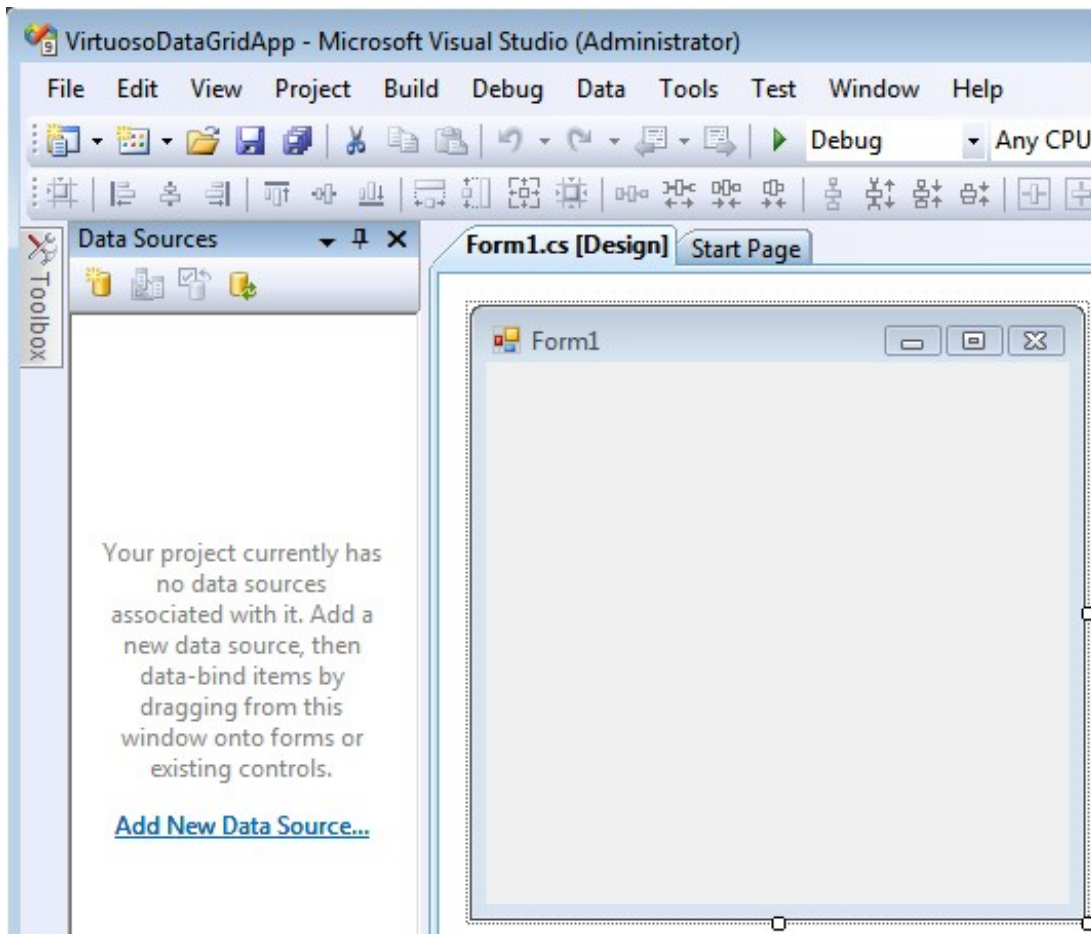 VirtuosoDataGridApp - Microsoft Visual Studio (Administrator)
File Edit View Project Build Debug Data Tools Test Window Help
Debug Any CPU
Toolbox
Data Sources
Form1.cs [Design] Start Page
Form1
Your project currently has
no data sources
associated with it. Add a
new data source, then
data-bind items by
dragging from this
window onto forms or
existing controls.
Add New Data Source...